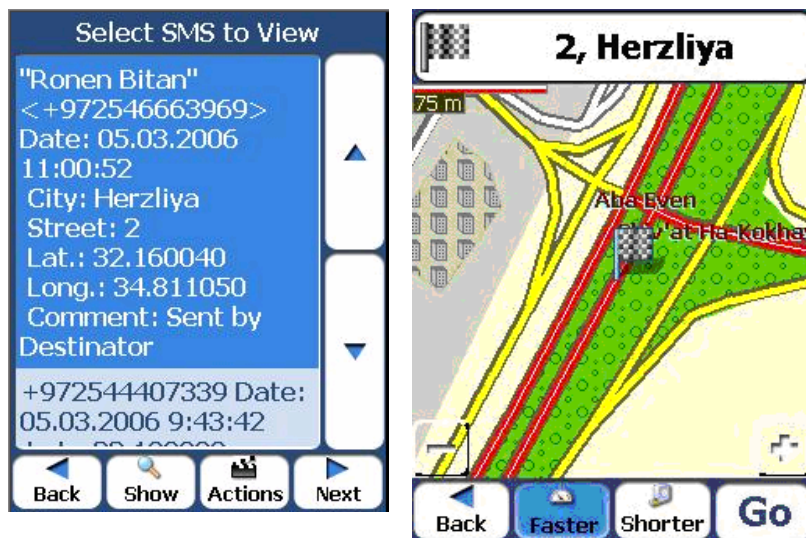 Select SMS to View
"Ronen Bitan"
<+972546663969>
Date: 05.03.2006
11:00:52
City: Herzliya
Street: 2
Lat.: 32.160040
Long.: 34.811050
Comment: Sent by
Destinator
+972544407339 Date:
05.03.2006 9:43:42
Back
Show
Actions
Next
2, Herzliya
75 m
Aba Even
Ha-Kokha
Back
Faster
Shorter
Go